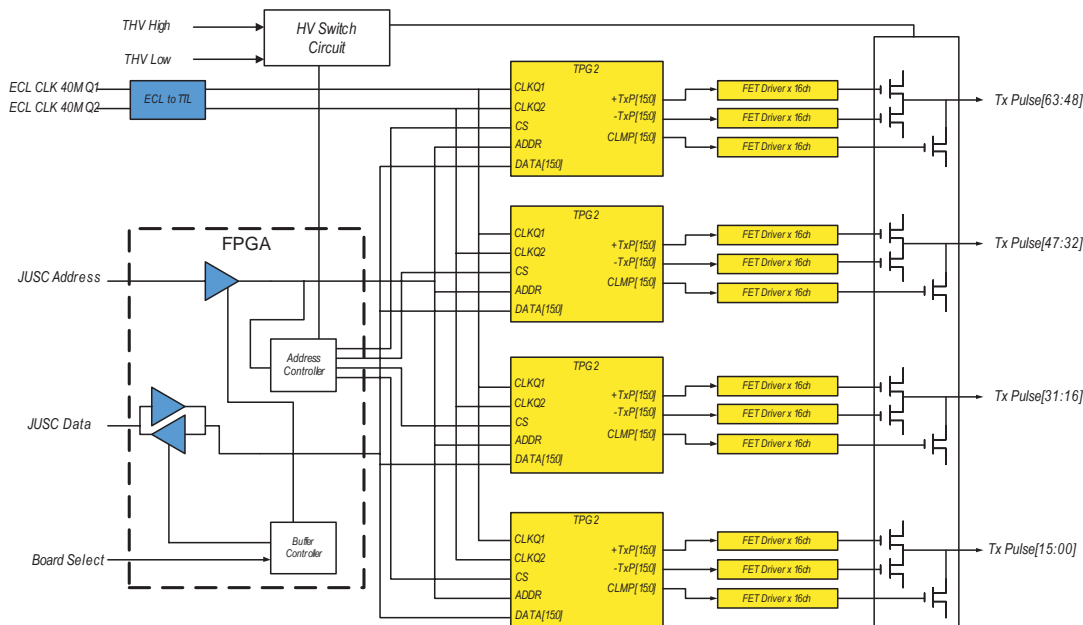 THV High
THV Low
HV Switch
Circuit
ECL CLK 40M Q1
ECL CLK 40M Q2
ECL to TTL
FPGA
JUSC Address
Address
Controller
JUSC Data
Buffer
Controller
Board Select
TPG2
CLKQ1
CLKQ2
CS
ADDR
DATA[15:0]
+TxP[15:0]
-TxP[15:0]
CLMP[15:0]
FET Driver x 16ch
FET Driver x 16ch
FET Driver x 16ch
Tx Pulse[63:48]
TPG2
CLKQ1
CLKQ2
CS
ADDR
DATA[15:0]
+TxP[15:0]
-TxP[15:0]
CLMP[15:0]
FET Driver x 16ch
FET Driver x 16ch
FET Driver x 16ch
Tx Pulse[47:32]
TPG2
CLKQ1
CLKQ2
CS
ADDR
DATA[15:0]
+TxP[15:0]
-TxP[15:0]
CLMP[15:0]
FET Driver x 16ch
FET Driver x 16ch
FET Driver x 16ch
Tx Pulse[31:16]
TPG2
CLKQ1
CLKQ2
CS
ADDR
DATA[15:0]
+TxP[15:0]
-TxP[15:0]
CLMP[15:0]
FET Driver x 16ch
FET Driver x 16ch
FET Driver x 16ch
Tx Pulse[15:00]